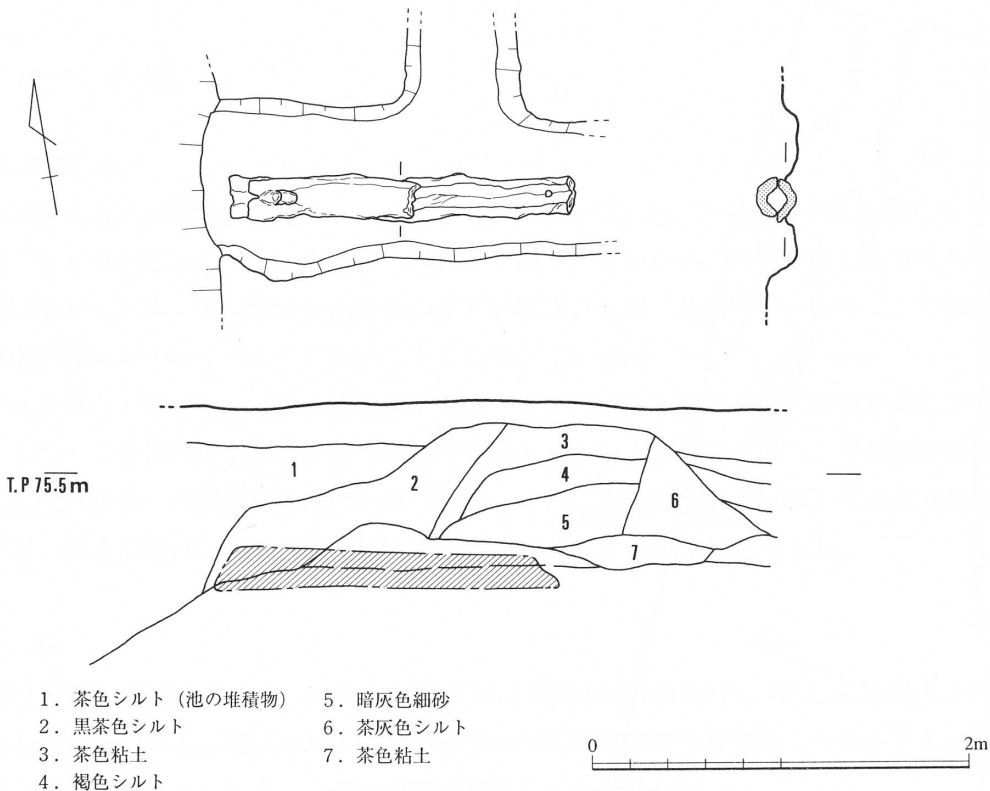 3
1
4
T.P 75.5m
2
6
5
7
1. 茶色シルト (池の堆積物)
2. 黒茶色シルト
3. 茶色粘土
4. 褐色シルト
5. 暗灰色細砂
6. 茶灰色シルト
7. 茶色粘土
0 2m